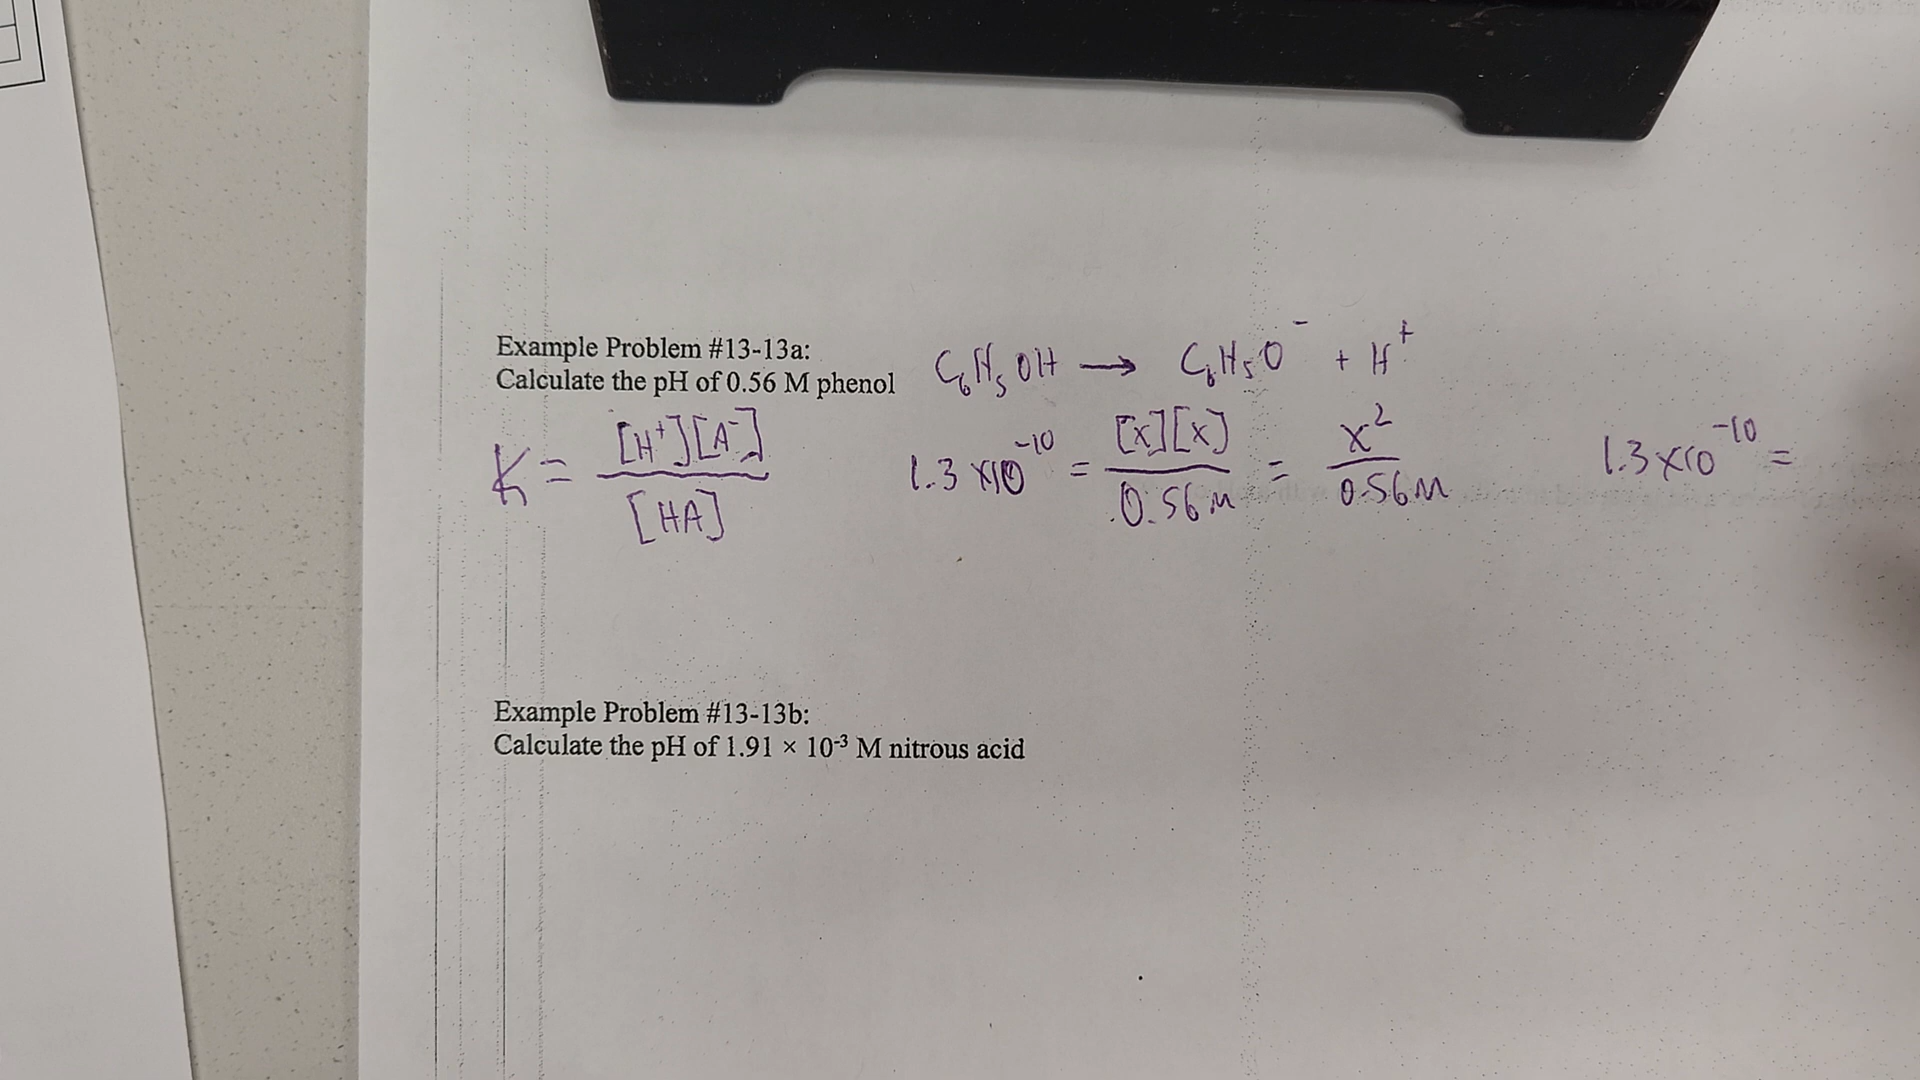 Example Problem #13-13a:
Calculate the pH of 0.56 M phenol
C₆H₅OH → C₆H₅O⁻ + H⁺
K = [H⁺][A⁻] / [HA]
1.3 x10⁻¹⁰ = [x][x] / 0.56M = x² / 0.56M
1.3 x10⁻¹⁰ =
Example Problem #13-13b:
Calculate the pH of 1.91 × 10⁻³ M nitrous acid